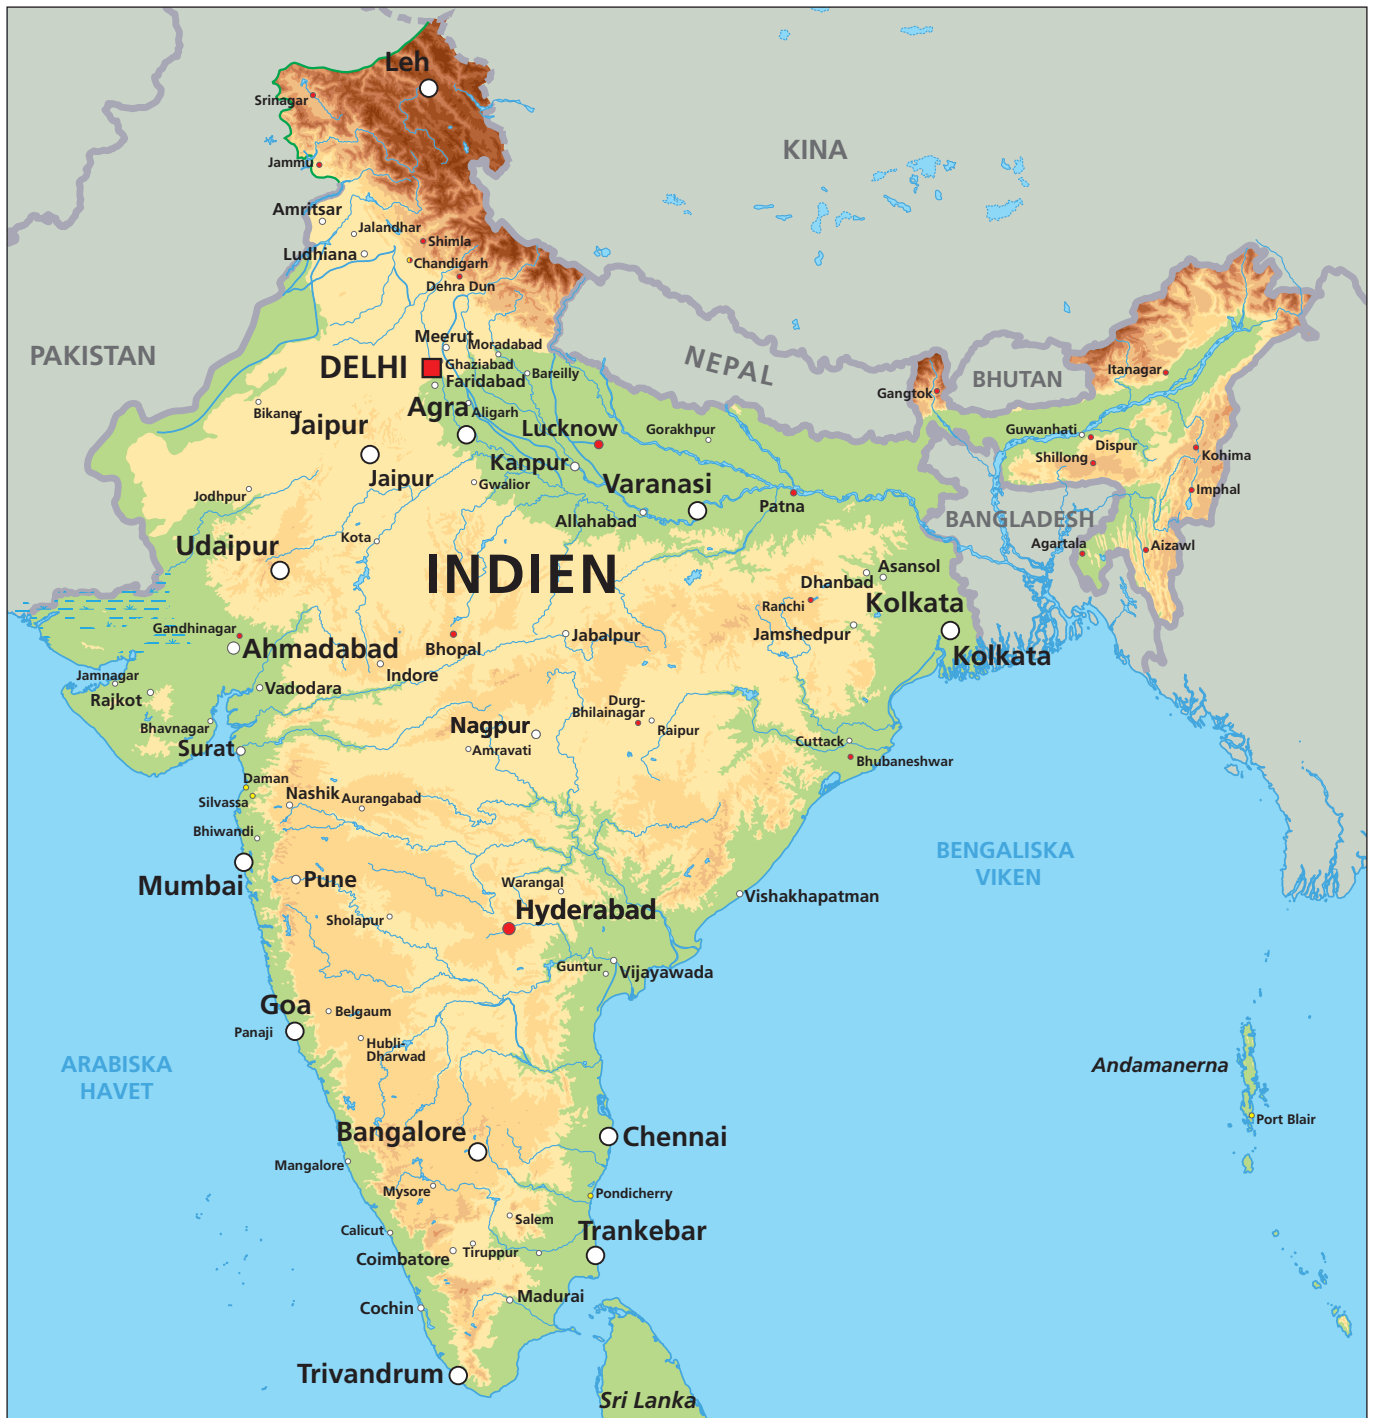 Leh
Srinagar
KINA
Jammu
Amritsar
Jalandhar
Shimla
Ludhiana
Chandigarh
Dehra Dun
PAKISTAN
Meerut
Moradabad
NEPAL
DELHI
Ghaziabad
Bareilly
Faridabad
BHUTAN
Itanagar
Gangtok
Bikaner
Agra
Aligarh
Jaipur
Lucknow
Gorakhpur
Guwanhati
Dispur
Shillong
Kohima
Kanpur
Jaipur
Gwalior
Varanasi
Jodhpur
Patna
Imphal
Allahabad
BANGLADESH
Kota
Udaipur
Agartala
Aizawl
INDIEN
Asansol
Dhanbad
Kolkata
Ranchi
Gandhinagar
Ahmadabad
Bhopal
Jabalpur
Jamshedpur
Kolkata
Jamnagar
Indore
Rajkot
Vadodara
Durg-
Bhilainagar
Bhavnagar
Nagpur
Raipur
Surat
Amravati
Cuttack
Bhubaneshwar
Daman
Silvassa
Nashik
Aurangabad
Bhiwandi
BENGALISKA
VIKEN
Mumbai
Pune
Warangal
Vishakhapatman
Sholapur
Hyderabad
Guntur
Vijayawada
Goa
Belgaum
Panaji
Hubli-
Dharwad
ARABISKA
HAVET
Andamanerna
Port Blair
Bangalore
Chennai
Mangalore
Mysore
Pondicherry
Salem
Calicut
Trankebar
Coimbatore
Tiruppur
Madurai
Cochin
Trivandrum
Sri Lanka